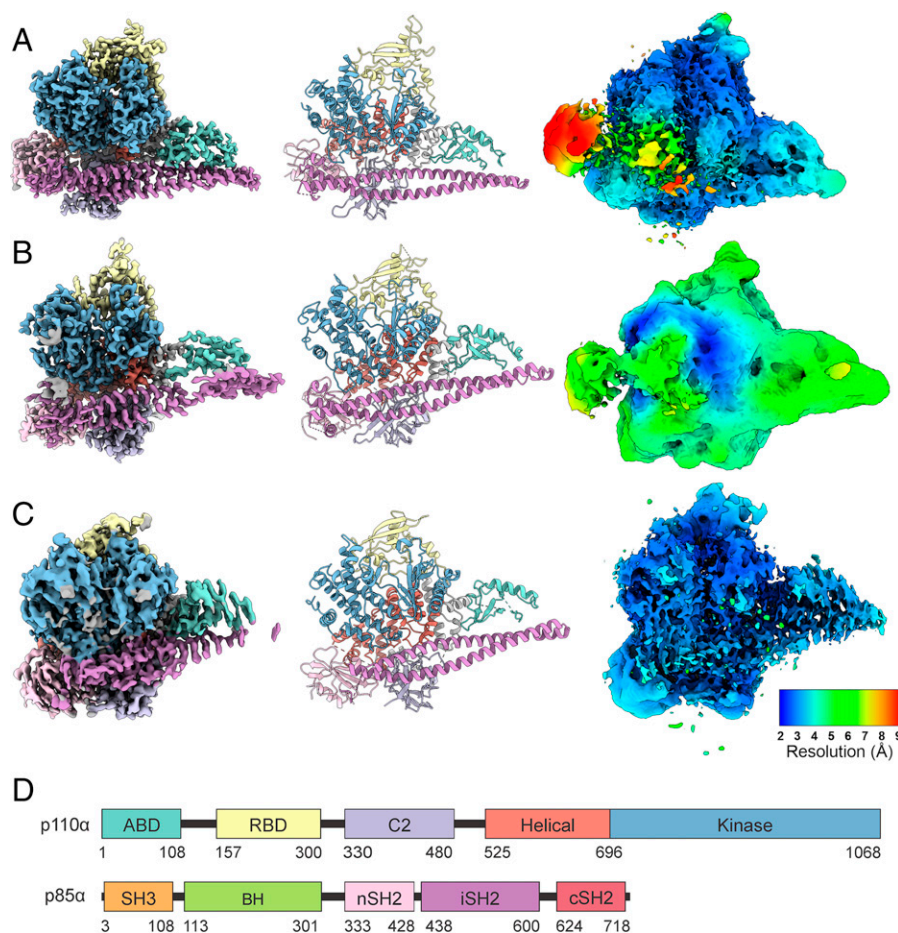 A
B
C
2 3 4 5 6 7 8 9
Resolution (Å)
D
p110α ABD RBD C2 Helical Kinase
1 108 157 300 330 480 525 696 1068
p85α SH3 BH nSH2 iSH2 cSH2
3 108 113 301 333 428 438 600 624 718